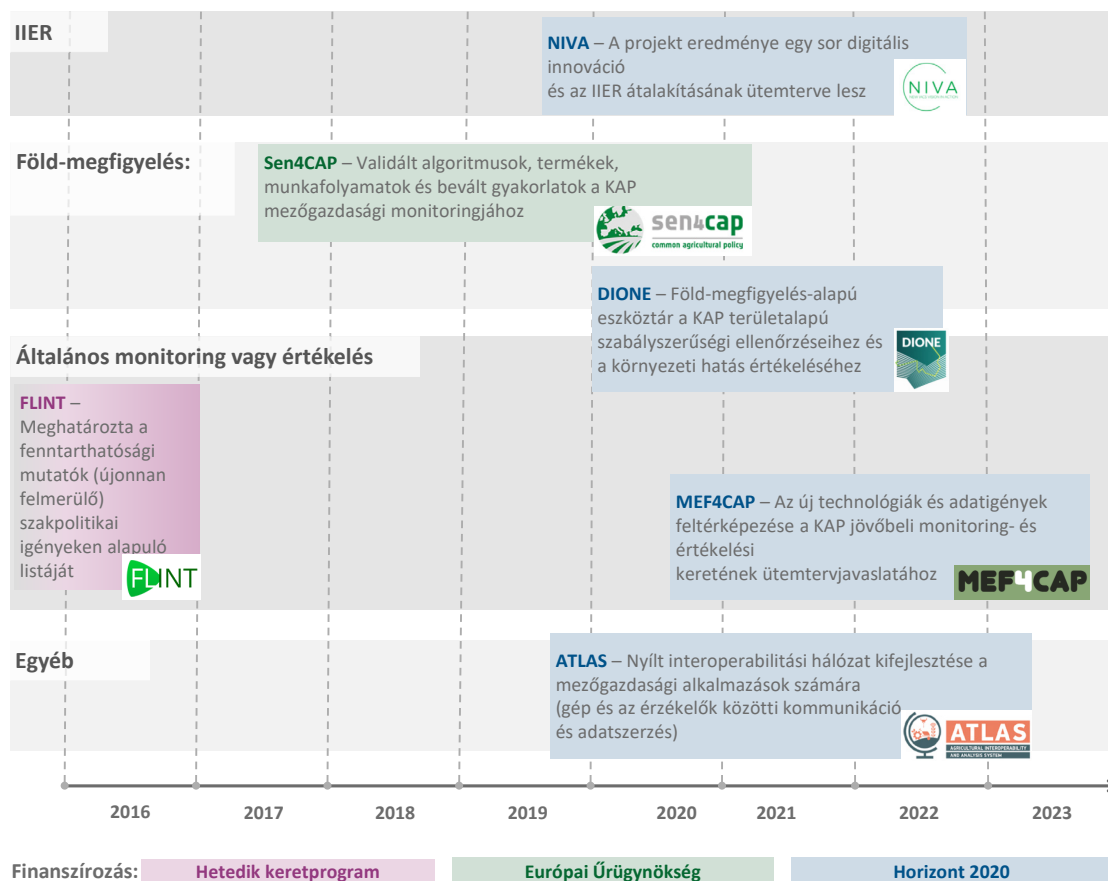 IIER
NIVA – A projekt eredménye egy sor digitális
innováció
és az IIER átalakításának ütemterve lesz
NIVA
Föld-megfigyelés:
Sen4CAP – Validált algoritmusok, termékek,
munkafolyamatok és bevált gyakorlatok a KAP
mezőgazdasági monitoringjához
sen4cap
common agricultural policy
DIONE – Föld-megfigyelés-alapú
eszköztár a KAP területalapú
szabályszerűségi ellenőrzéseihez és
a környezeti hatás értékeléséhez
DIONE
Általános monitoring vagy értékelés
FLINT –
Meghatározta a
fenntarthatósági
mutatók (újonnan
felmerülő)
szakpolitikai
igényeken alapuló
listáját
FLINT
MEF4CAP – Az új technológiák és adatigények
feltérképezése a KAP jövőbeli monitoring- és
értékelési
keretének ütemtervjavaslatához
MEF4CAP
Egyéb
ATLAS – Nyílt interoperabilitási hálózat kifejlesztése a
mezőgazdasági alkalmazások számára
(gép és az érzékelők közötti kommunikáció
és adatszerzés)
ATLAS
AGRICULTURAL INTEROPERABILITY
AND ANALYSIS SYSTEM
2016 2017 2018 2019 2020 2021 2022 2023
Finanszírozás: Hetedik keretprogram Európai Űrügynökség Horizont 2020